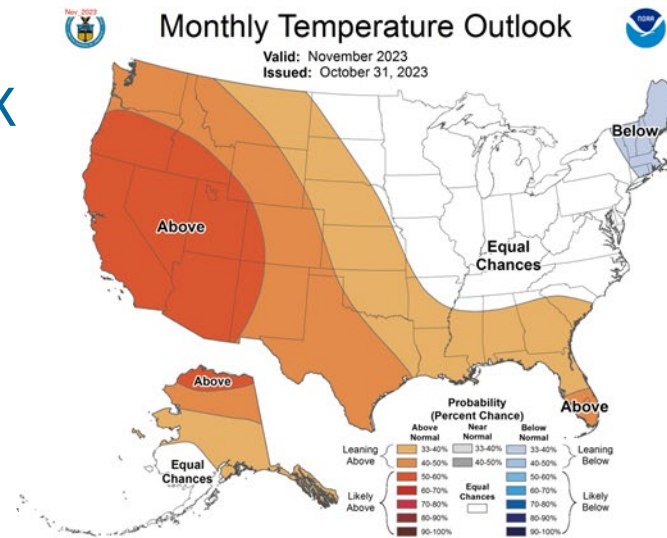 x
Nov 2023
Monthly Temperature Outlook
NOAA
Valid: November 2023
Issued: October 31, 2023
Below
Above
Equal
Chances
Above
Above
Equal
Chances
Probability
(Percent Chance)
Above
Normal
Near
Normal
Below
Normal
Leaning
Above
33-40%
33-40%
33-40%
Leaning
Below
40-50%
40-50%
40-50%
Likely
Above
50-60%
50-60%
Likely
Below
60-70%
60-70%
70-80%
Equal
Chances
70-80%
80-90%
80-90%
90-100%
90-100%